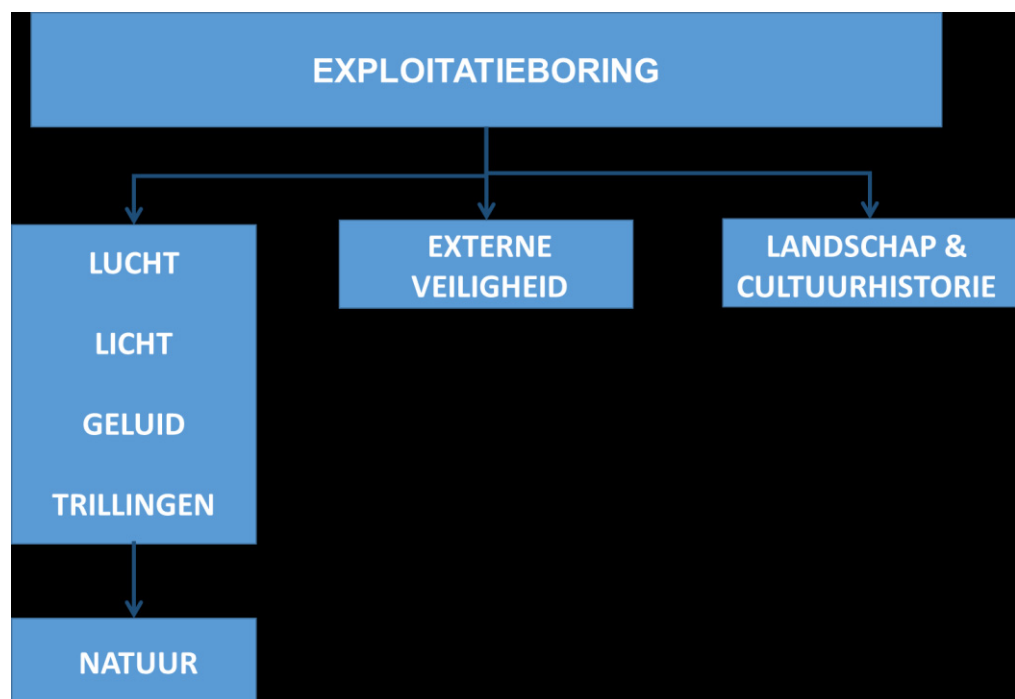 EXPLOITATIEBORING
LUCHT
LICHT
GELUID
TRILLINGEN
EXTERNE
VEILIGHEID
LANDSCHAP &
CULTUURHISTORIE
NATUUR